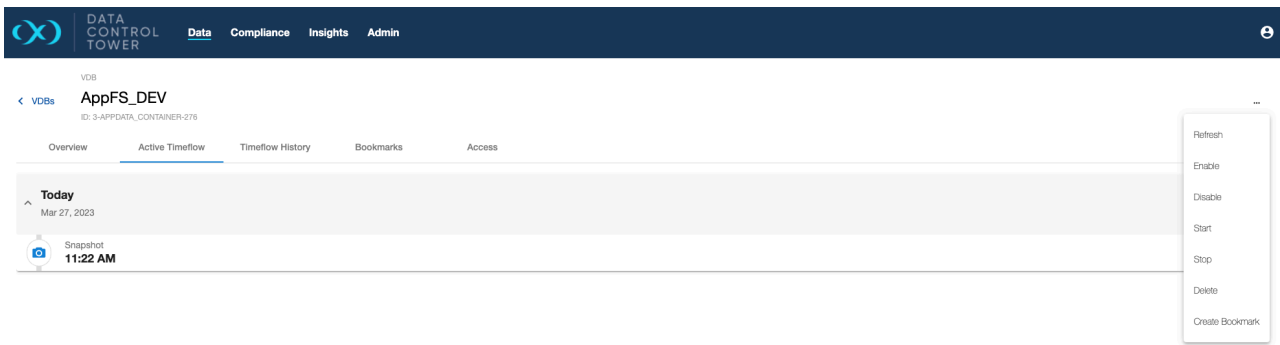 DATA
CONTROL
TOWER
Data Compliance Insights Admin
VDB
VDBs
AppFS_DEV
ID: 3-APPDATA_CONTAINER-276
...
Overview Active Timeflow Timeflow History Bookmarks Access
Today
Mar 27, 2023
Snapshot
11:22 AM
Refresh
Enable
Disable
Start
Stop
Delete
Create Bookmark